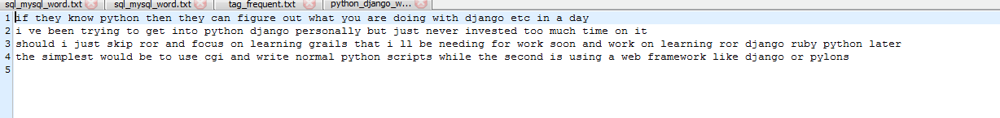 sql_mysql_word.txt sql_mysql_word.txt tag_frequent.txt python_django_w...
1 if they know python then they can figure out what you are doing with django etc in a day
2 i ve been trying to get into python django personally but just never invested too much time on it
3 should i just skip ror and focus on learning grails that i ll be needing for work soon and work on learning ror django ruby python later
4 the simplest would be to use cgi and write normal python scripts while the second is using a web framework like django or pylons
5